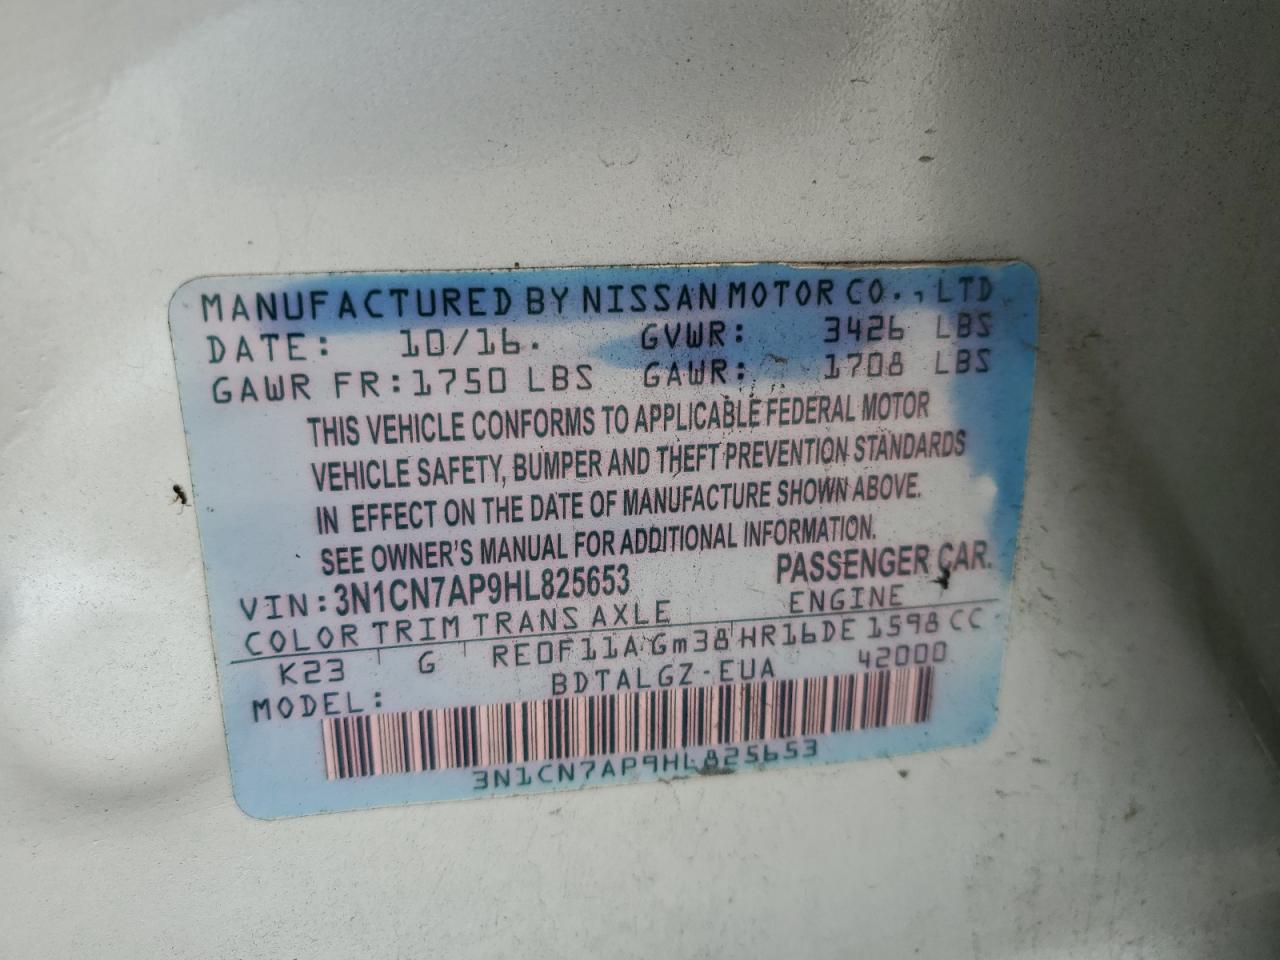 MANUFACTURED BY NISSAN MOTOR CO., LTD
DATE: 10/16. GVWR: 3426 LBS
GAWR FR: 1750 LBS GAWR: 1708 LBS
THIS VEHICLE CONFORMS TO APPLICABLE FEDERAL MOTOR
VEHICLE SAFETY, BUMPER AND THEFT PREVENTION STANDARDS
IN EFFECT ON THE DATE OF MANUFACTURE SHOWN ABOVE.
SEE OWNER'S MANUAL FOR ADDITIONAL INFORMATION.
VIN: 3N1CN7AP9HL825653 PASSENGER CAR.
COLOR TRIM TRANS AXLE ENGINE
K23 G RE0F11A Gm38 HR16DE 1598 CC
MODEL: BDTALGZ-EUA 42000
3N1CN7AP9HL825653